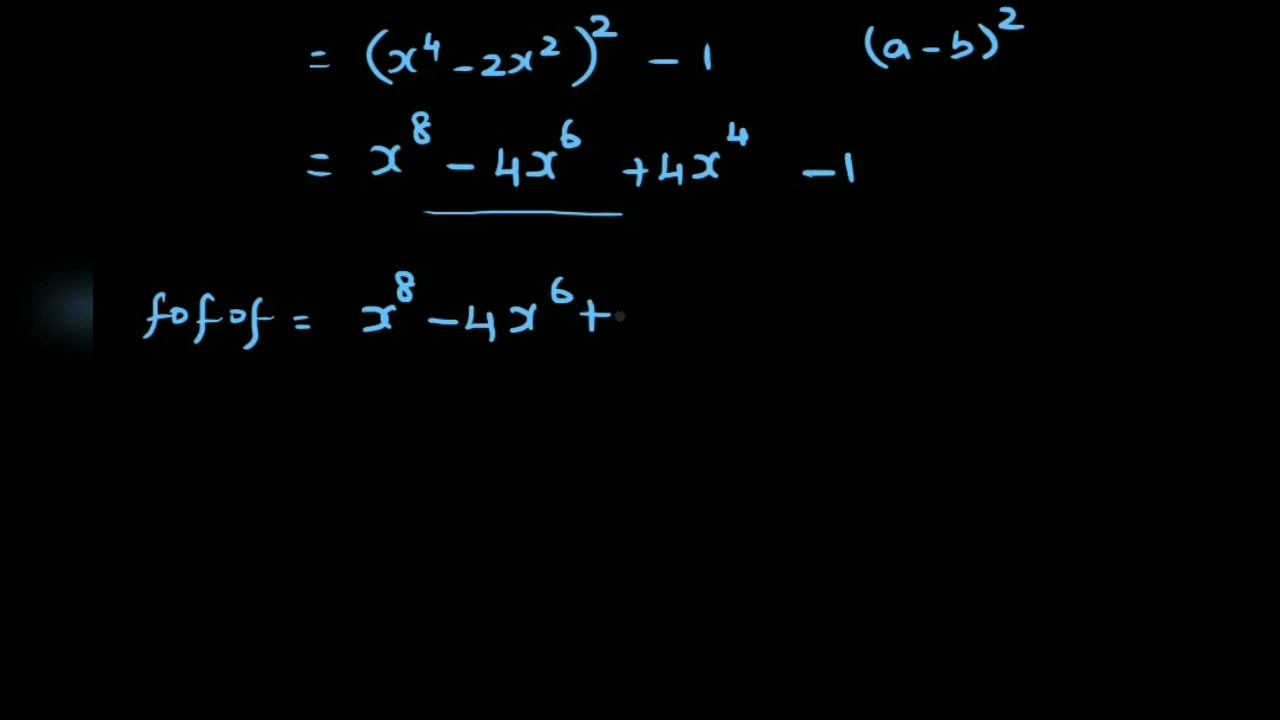 = (x⁴ - 2x²)² - 1 (a - b)²
= x⁸ - 4x⁶ + 4x⁴ - 1
fofof = x⁸ - 4x⁶ +